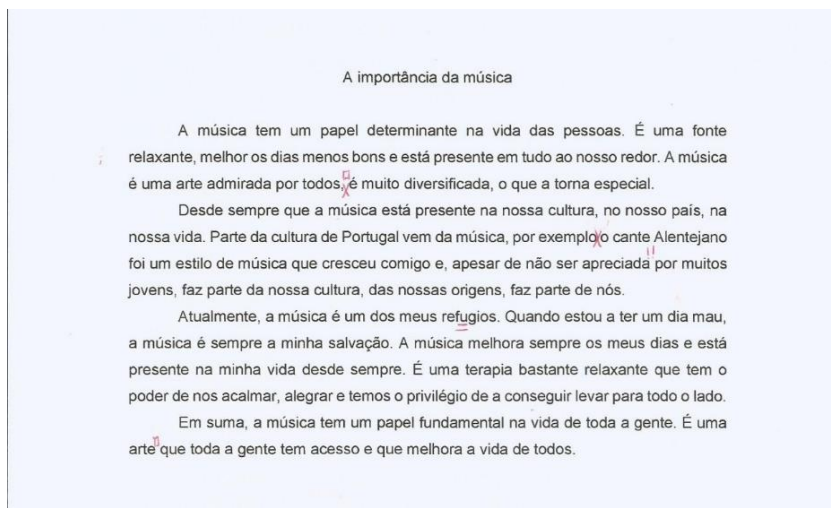 A importância da música
A música tem um papel determinante na vida das pessoas. É uma fonte
relaxante, melhor os dias menos bons e está presente em tudo ao nosso redor. A música
é uma arte admirada por todos, é muito diversificada, o que a torna especial.
Desde sempre que a música está presente na nossa cultura, no nosso país, na
nossa vida. Parte da cultura de Portugal vem da música, por exemplo o cante Alentejano
foi um estilo de música que cresceu comigo e, apesar de não ser apreciada por muitos
jovens, faz parte da nossa cultura, das nossas origens, faz parte de nós.
Atualmente, a música é um dos meus refugios. Quando estou a ter um dia mau,
a música é sempre a minha salvação. A música melhora sempre os meus dias e está
presente na minha vida desde sempre. É uma terapia bastante relaxante que tem o
poder de nos acalmar, alegrar e temos o privilégio de a conseguir levar para todo o lado.
Em suma, a música tem um papel fundamental na vida de toda a gente. É uma
arte que toda a gente tem acesso e que melhora a vida de todos.